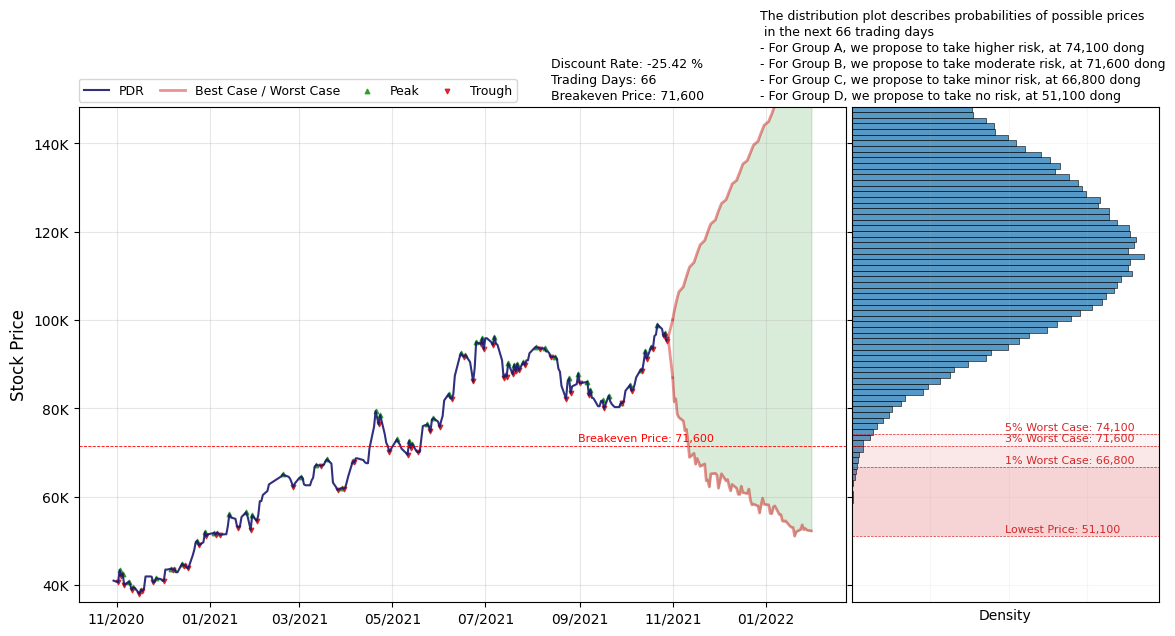 The distribution plot describes probabilities of possible prices
in the next 66 trading days
- For Group A, we propose to take higher risk, at 74,100 dong
- For Group B, we propose to take moderate risk, at 71,600 dong
- For Group C, we propose to take minor risk, at 66,800 dong
- For Group D, we propose to take no risk, at 51,100 dong
Discount Rate: -25.42 %
Trading Days: 66
Breakeven Price: 71,600
PDR
Best Case / Worst Case
Peak
Trough
Stock Price
140K
120K
100K
80K
60K
40K
Breakeven Price: 71,600
5% Worst Case: 74,100
3% Worst Case: 71,600
1% Worst Case: 66,800
Lowest Price: 51,100
11/2020
01/2021
03/2021
05/2021
07/2021
09/2021
11/2021
01/2022
Density